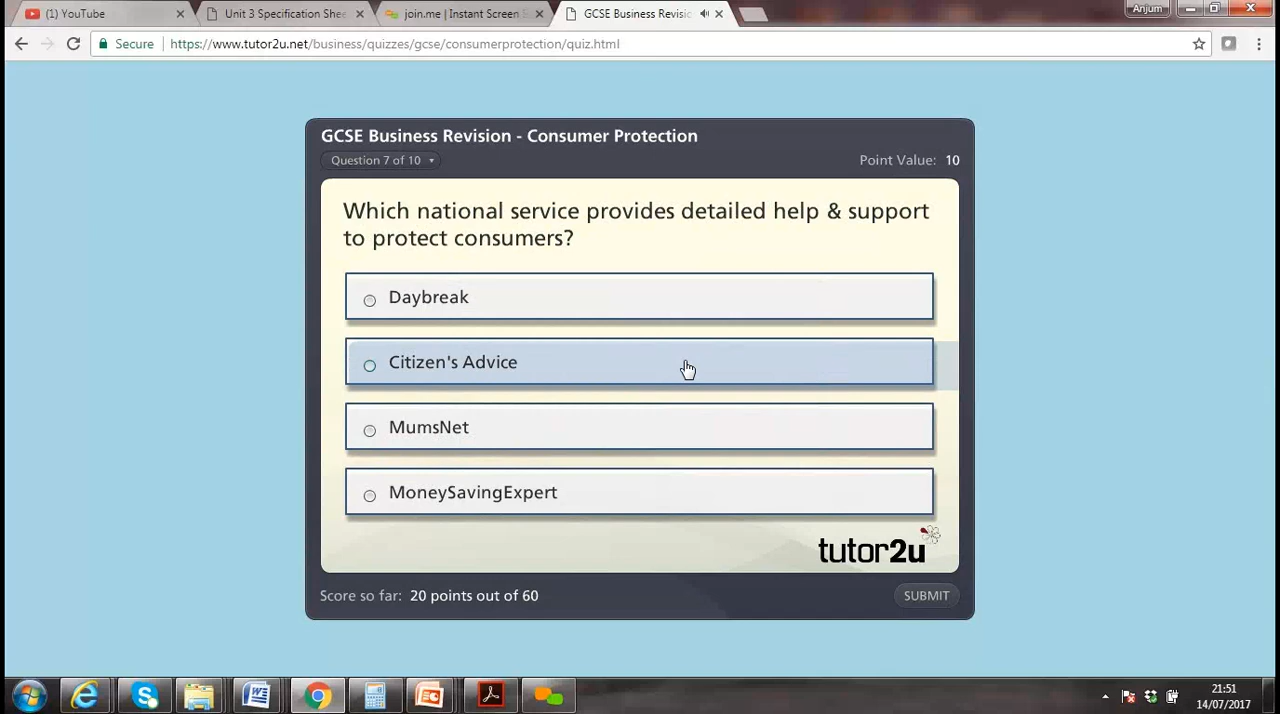 (1) YouTube
Unit 3 Specification Shee
join.me | Instant Screen S
GCSE Business Revisio
Anjum
Secure
https://www.tutor2u.net/business/quizzes/gcse/consumerprotection/quiz.html
GCSE Business Revision - Consumer Protection
Question 7 of 10
Point Value: 10
Which national service provides detailed help & support
to protect consumers?
Daybreak
Citizen's Advice
MumsNet
MoneySavingExpert
tutor2u
Score so far: 20 points out of 60
SUBMIT
21:51
14/07/2017